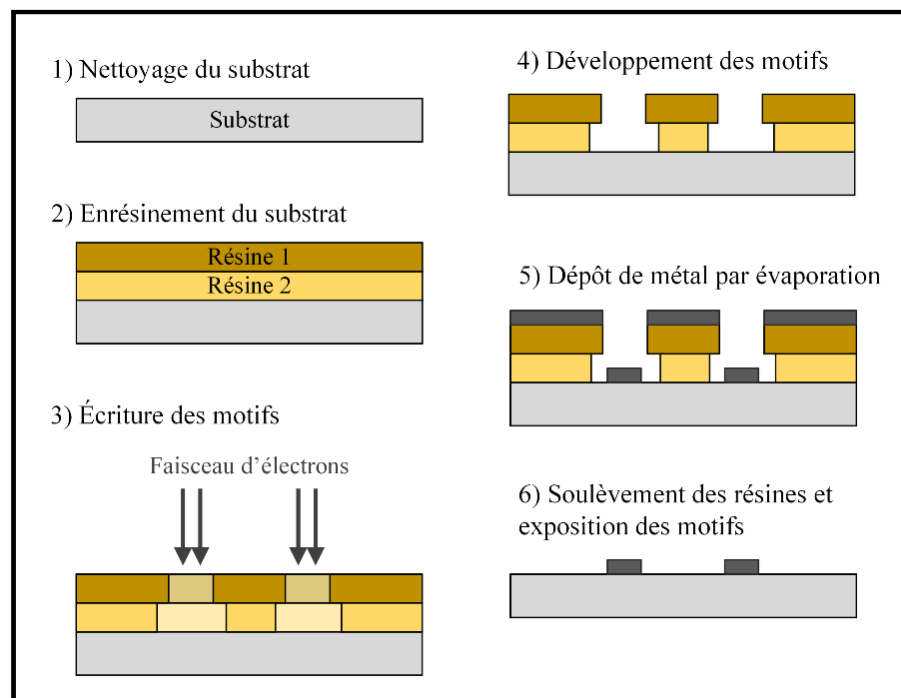 1) Nettoyage du substrat
Substrat
2) Enrésinement du substrat
Résine 1
Résine 2
3) Écriture des motifs
Faisceau d’électrons
4) Développement des motifs
5) Dépôt de métal par évaporation
6) Soulèvement des résines et
exposition des motifs